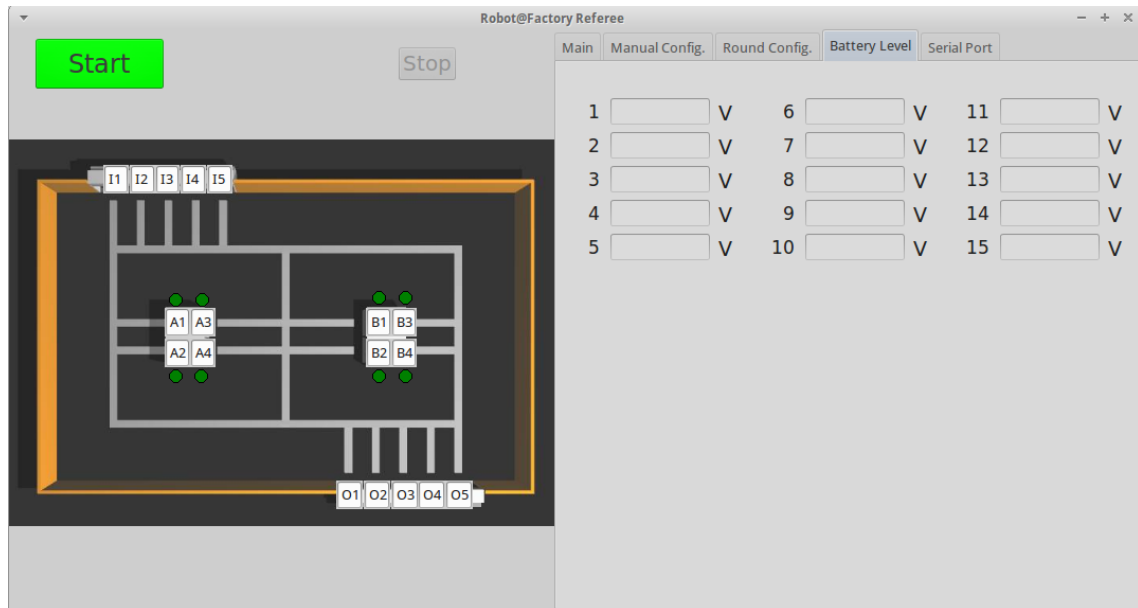 Robot@Factory Referee
Start Stop
Main Manual Config. Round Config. Battery Level Serial Port
I1 I2 I3 I4 I5
A1 A3
A2 A4
B1 B3
B2 B4
O1 O2 O3 O4 O5
1 V 6 V 11 V
2 V 7 V 12 V
3 V 8 V 13 V
4 V 9 V 14 V
5 V 10 V 15 V